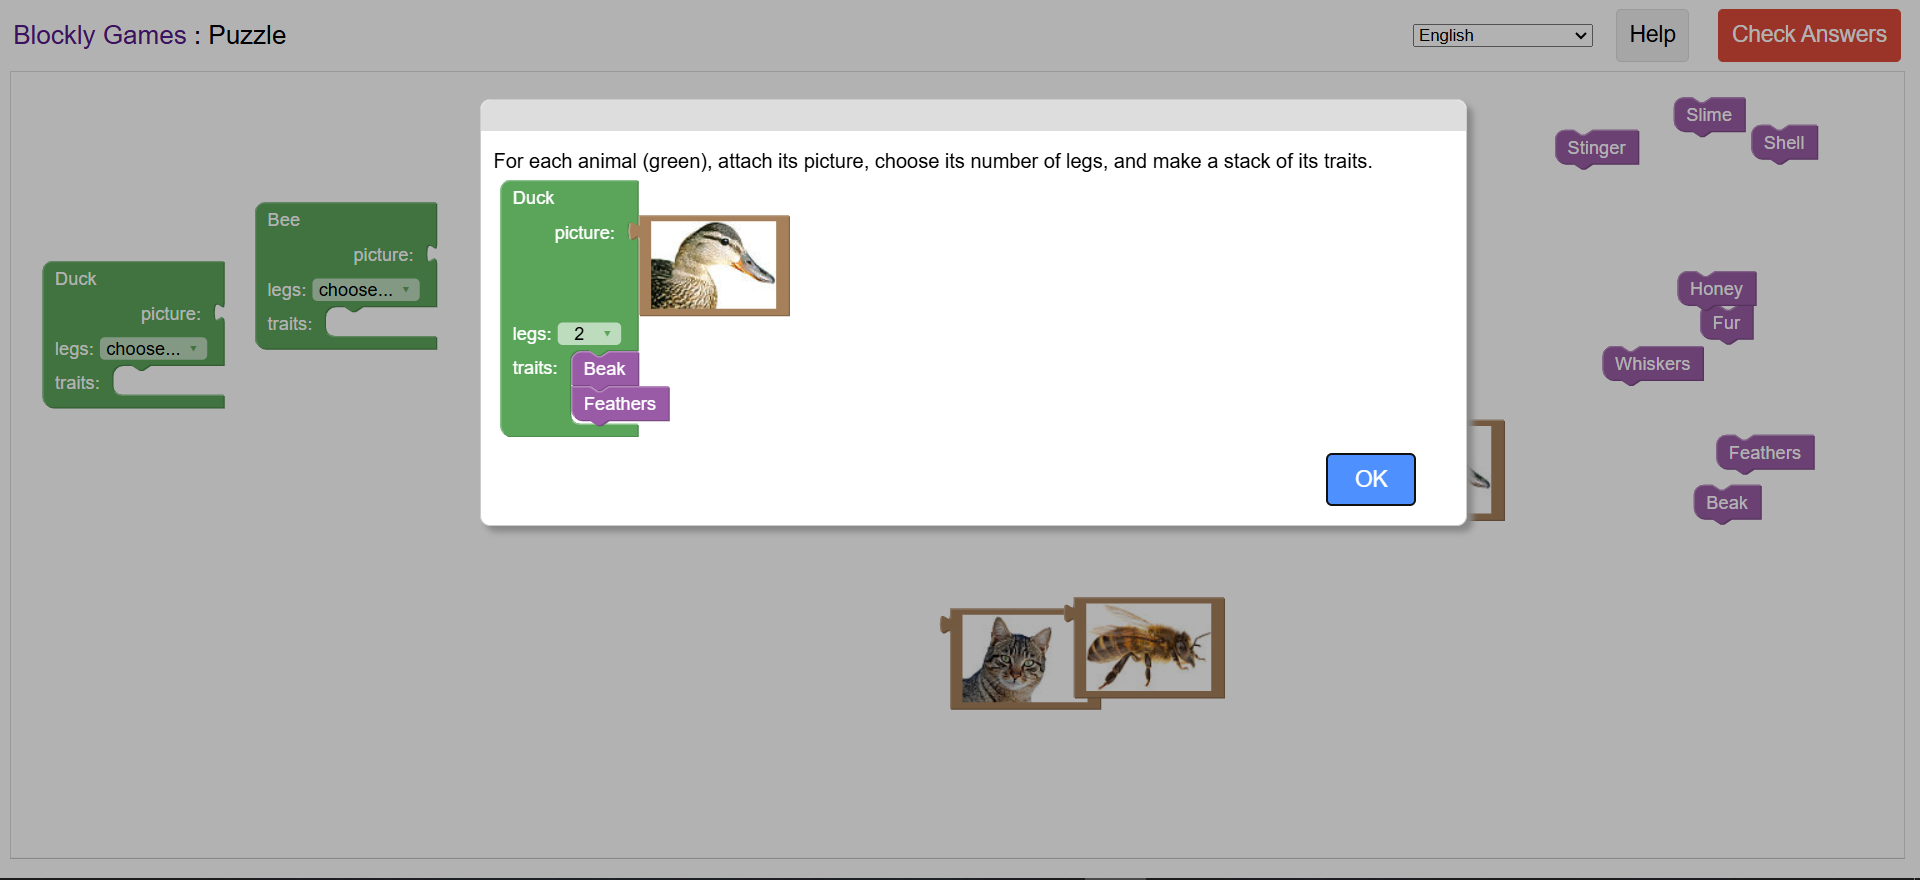 Blockly Games : Puzzle
English
Help
Check Answers
For each animal (green), attach its picture, choose its number of legs, and make a stack of its traits.
Duck
picture:
legs: 2
traits: Beak
Feathers
OK
Duck
picture:
legs: choose...
traits:
Bee
picture:
legs: choose...
traits:
Slime
Stinger
Shell
Honey
Fur
Whiskers
Feathers
Beak